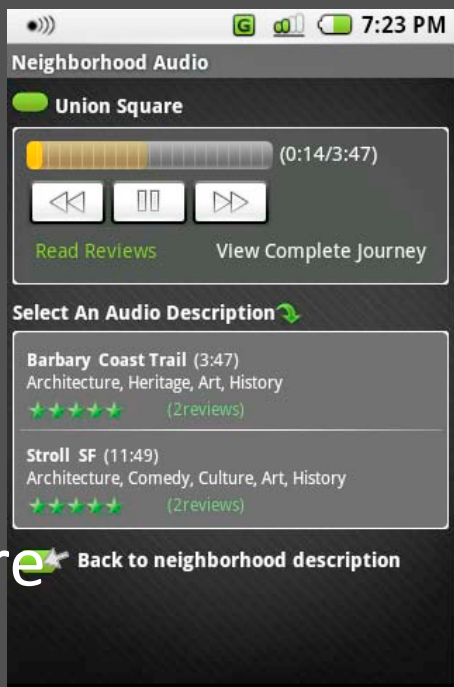 G 7:23 PM
Neighborhood Audio
Union Square
(0:14/3:47)
Read Reviews View Complete Journey
Select An Audio Description
Barbary Coast Trail (3:47)
Architecture, Heritage, Art, History
(2reviews)
Stroll SF (11:49)
Architecture, Comedy, Culture, Art, History
(2reviews)
re
Back to neighborhood description